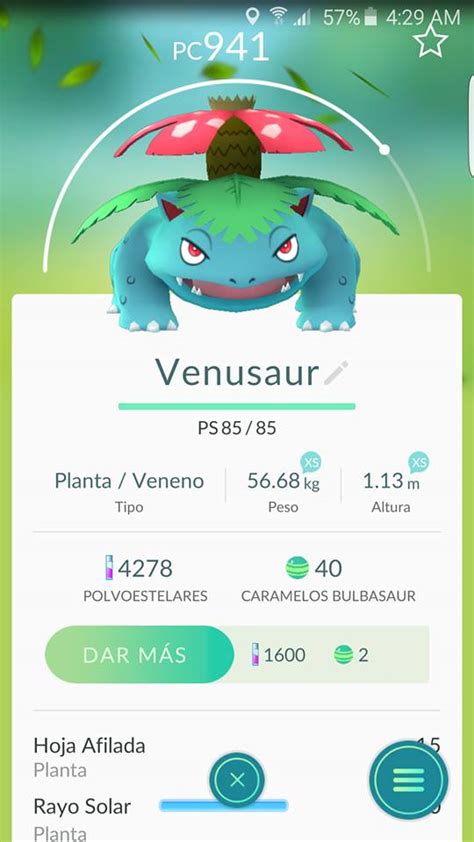 57% 4:29 AM
PC941
Venusaur
PS 85 / 85
XS XS
Planta / Veneno 56.68 kg 1.13 m
Tipo Peso Altura
4278 40
POLVOESTELARES CARAMELOS BULBASAUR
DAR MÁS 1600 2
Hoja Afilada
Planta
Rayo Solar
Planta